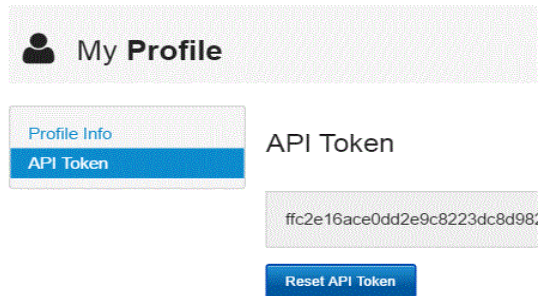 My Profile
Profile Info
API Token
API Token
ffc2e16ace0dd2e9c8223dc8d982
Reset API Token